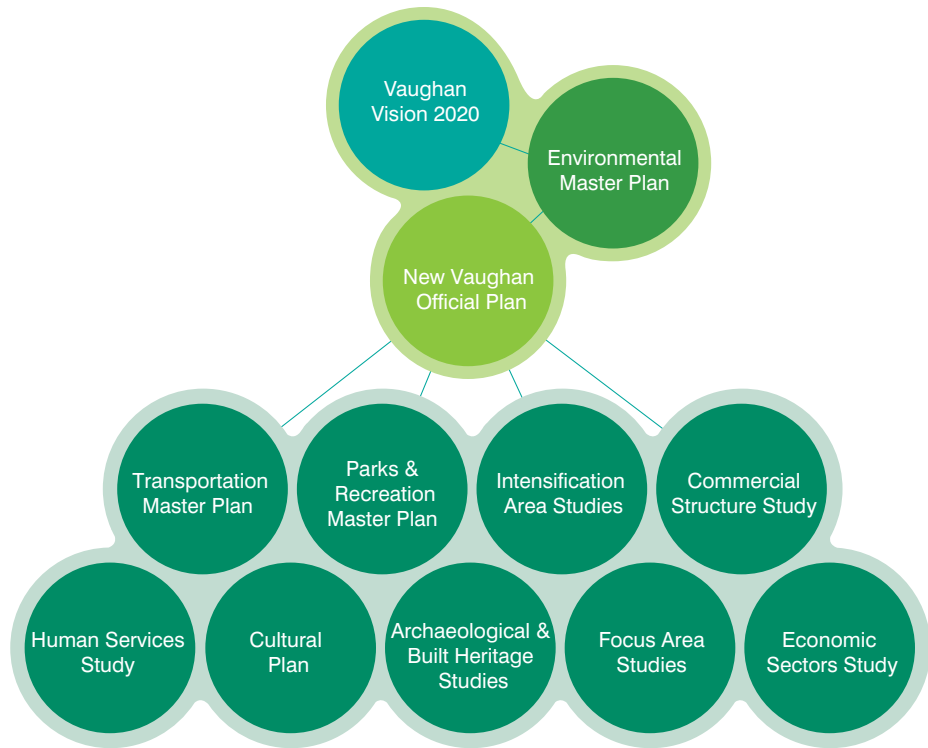 Vaughan
Vision 2020
Environmental
Master Plan
New Vaughan
Official Plan
Transportation
Master Plan
Parks &
Recreation
Master Plan
Intensification
Area Studies
Commercial
Structure Study
Human Services
Study
Cultural
Plan
Archaeological &
Built Heritage
Studies
Focus Area
Studies
Economic
Sectors Study